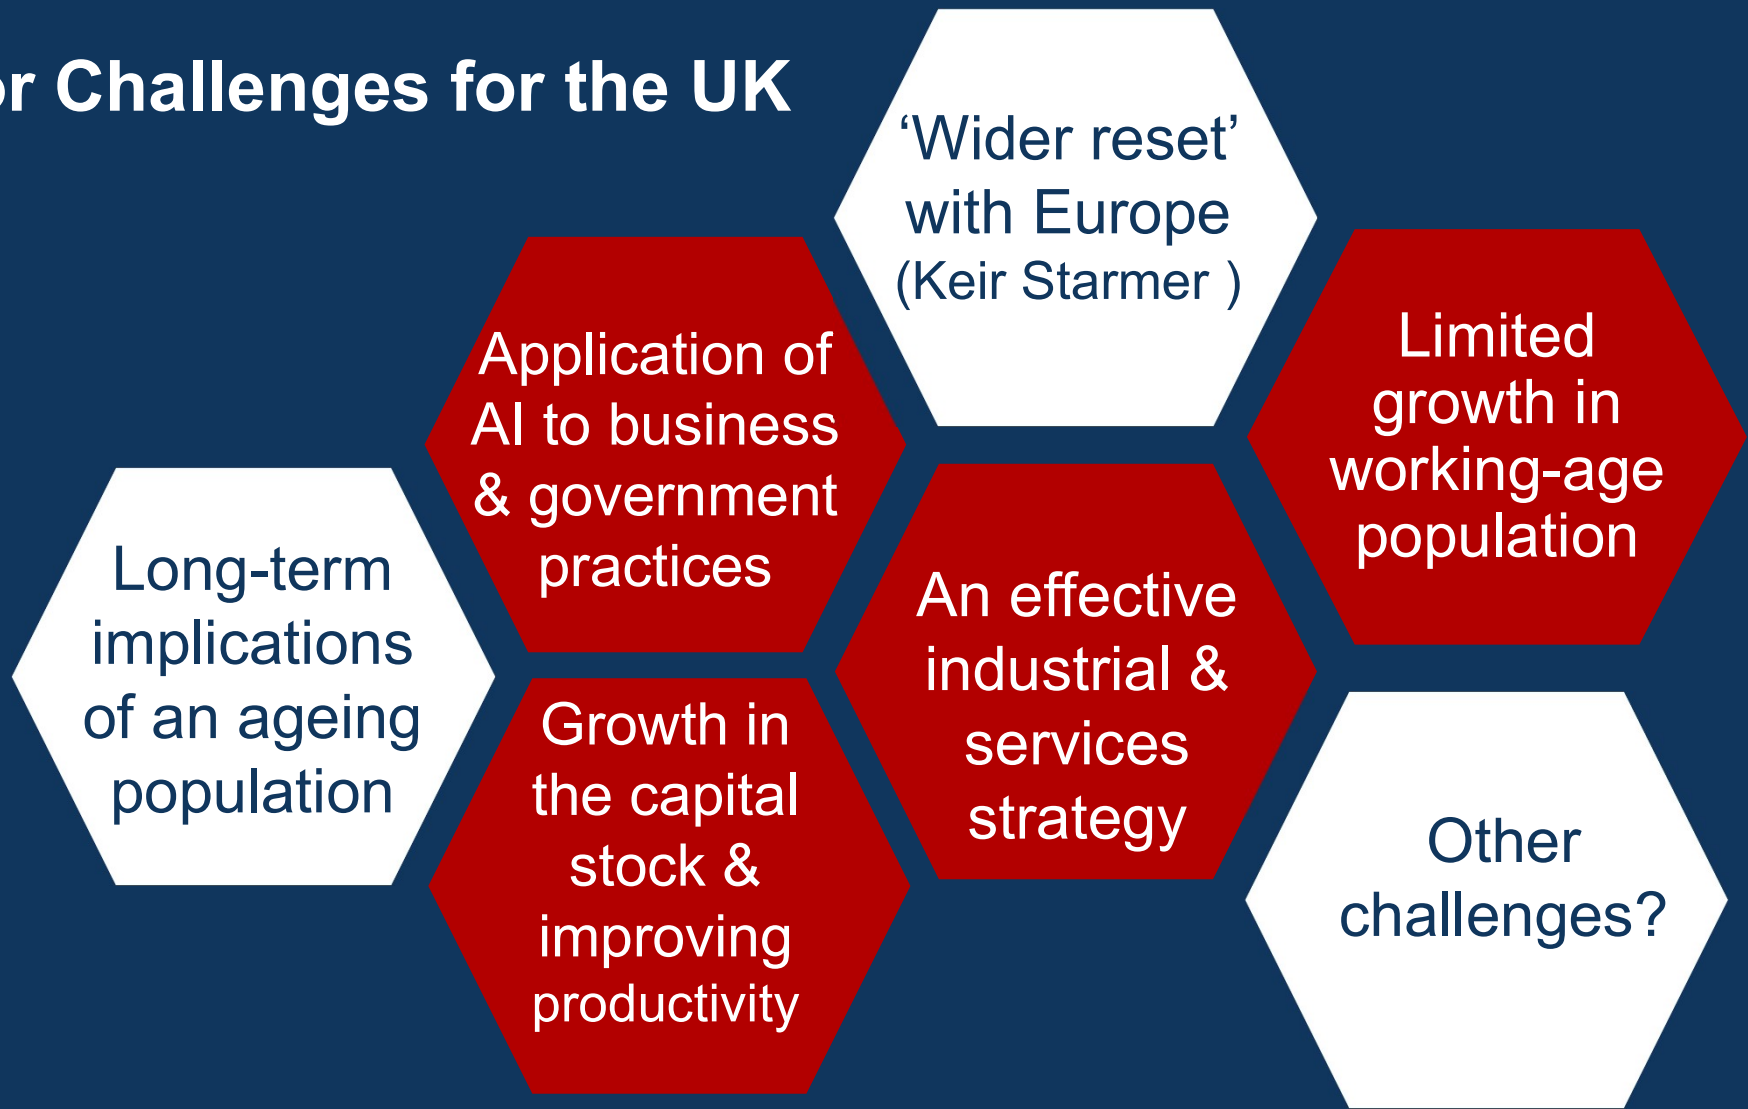 or Challenges for the UK
‘Wider reset’
with Europe
(Keir Starmer )
Application of
AI to business
& government
practices
Limited
growth in
working-age
population
Long-term
implications
of an ageing
population
An effective
industrial &
services
strategy
Growth in
the capital
stock &
improving
productivity
Other
challenges?